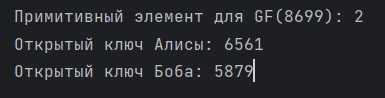 Примитивный элемент для GF(8699): 2
Открытый ключ Алисы: 6561
Открытый ключ Боба: 5879